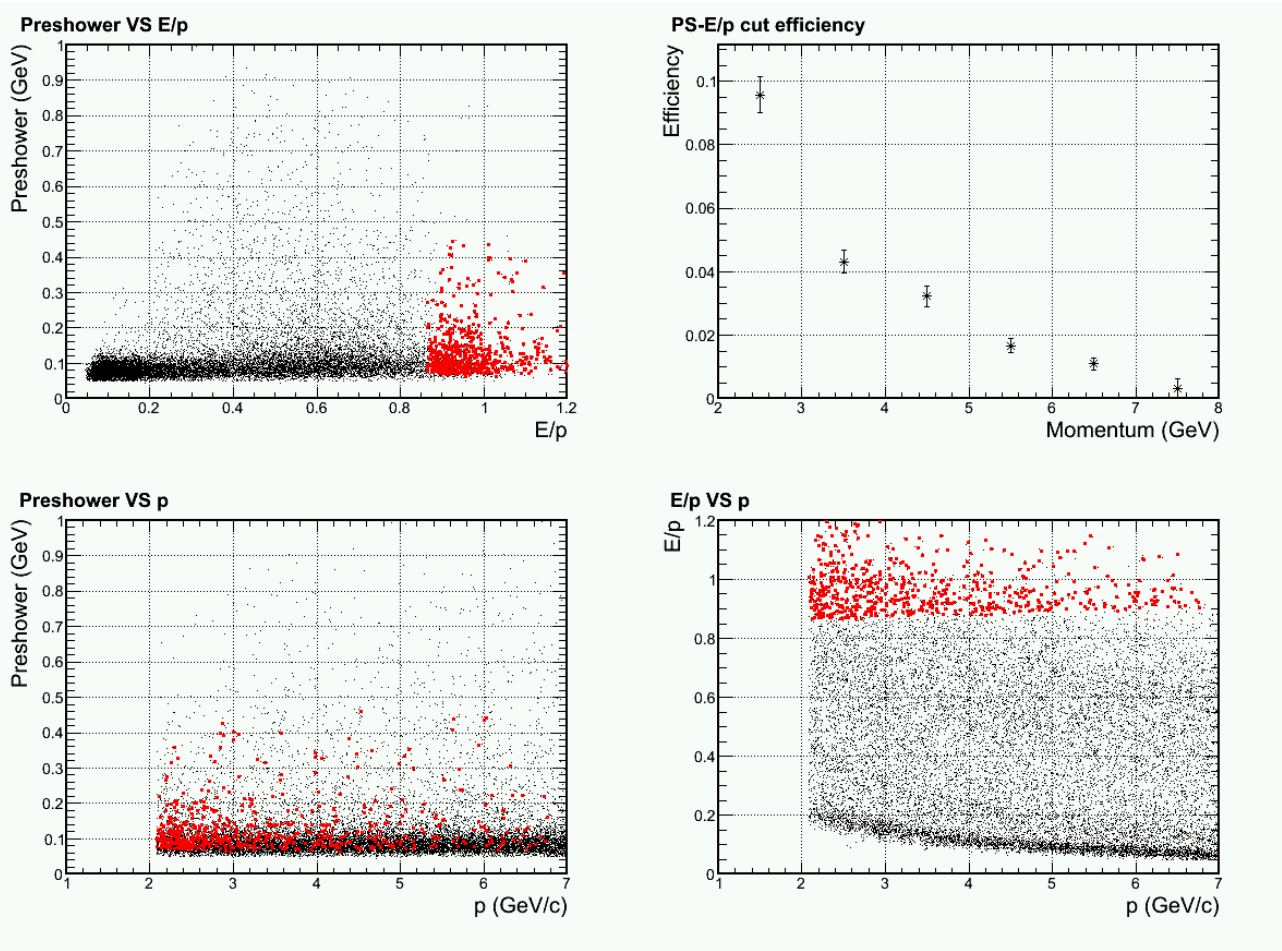 Preshower VS E/p
Preshower (GeV)
1
0.9
0.8
0.7
0.6
0.5
0.4
0.3
0.2
0.1
0
0 0.2 0.4 0.6 0.8 1 1.2
E/p
PS-E/p cut efficiency
Efficiency
0.1
0.08
0.06
0.04
0.02
0
2 3 4 5 6 7 8
Momentum (GeV)
Preshower VS p
Preshower (GeV)
1
0.9
0.8
0.7
0.6
0.5
0.4
0.3
0.2
0.1
0
1 2 3 4 5 6 7
p (GeV/c)
E/p VS p
E/p
1.2
1
0.8
0.6
0.4
0.2
0
1 2 3 4 5 6 7
p (GeV/c)